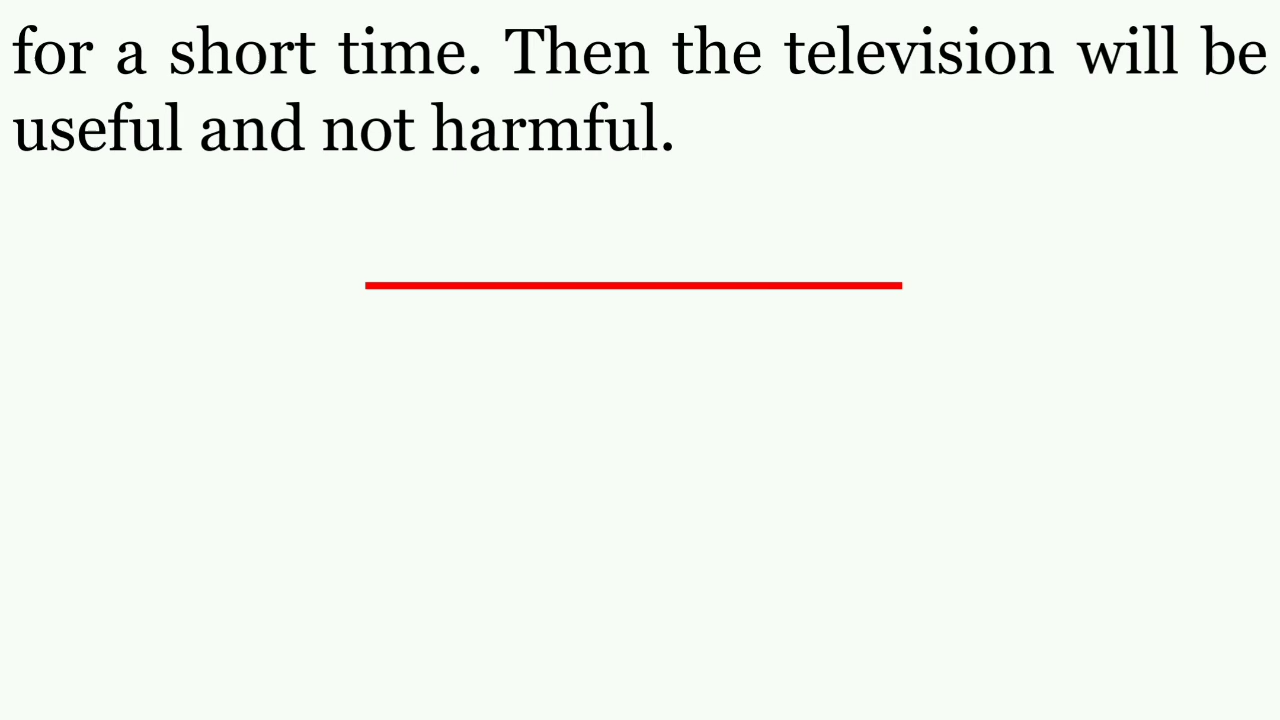 for a short time. Then the television will be
useful and not harmful.